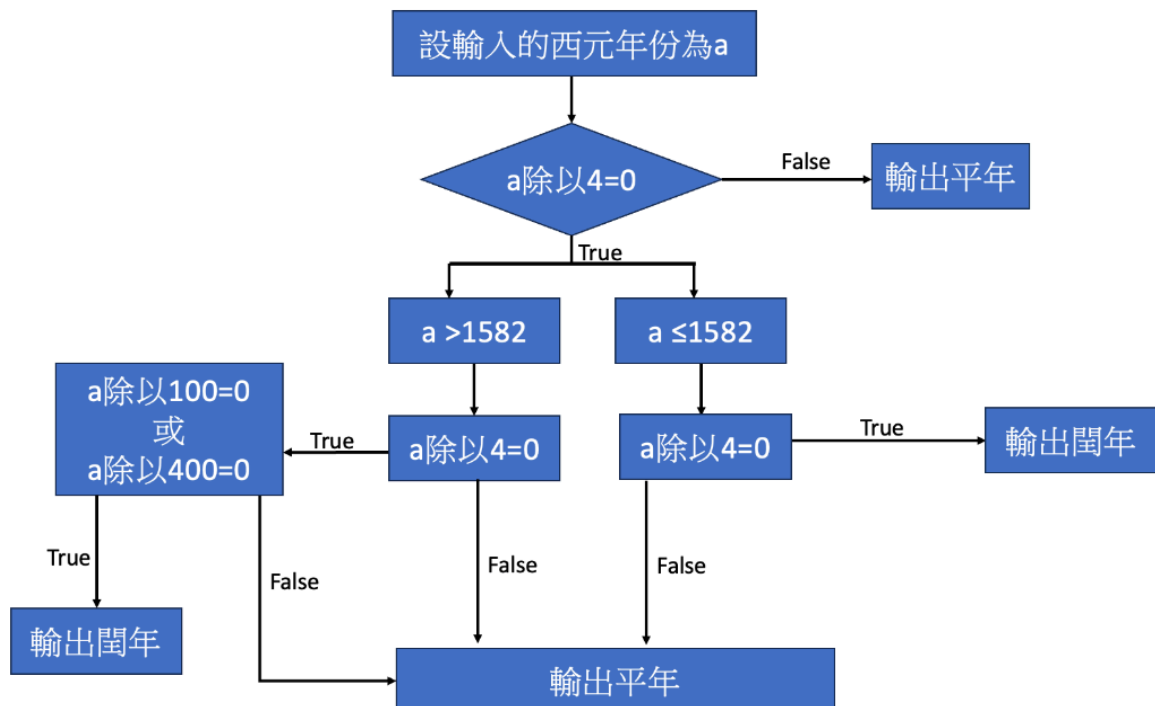 設輸入的西元年份為a
a除以4=0
False
輸出平年
True
a >1582
a ≤1582
a除以100=0
或
a除以400=0
True
a除以4=0
a除以4=0
True
輸出閏年
True
False
False
False
輸出閏年
輸出平年